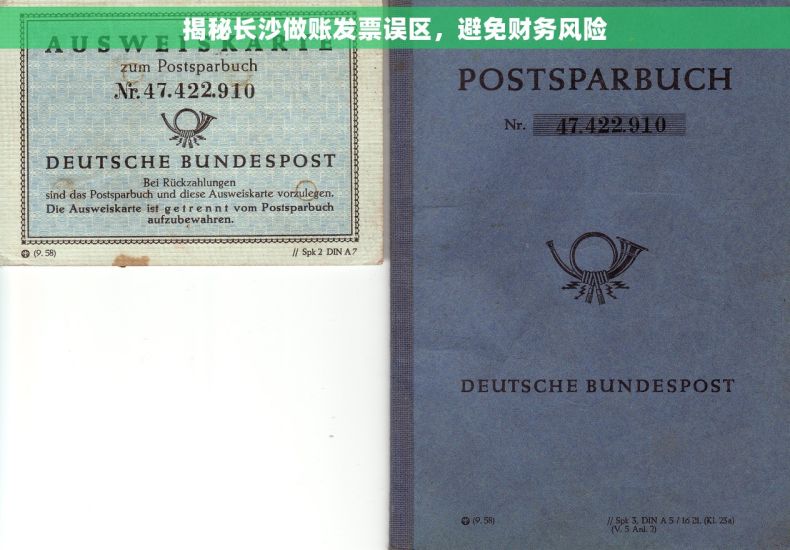 揭秘长沙做账发票误区，避免财务风险
AUSWEISKARTE
zum Postsparbuch
Nr. 47.422.910
DEUTSCHE BUNDESPOST
Bei Rückzahlungen
sind das Postsparbuch und diese Ausweiskarte vorzulegen.
Die Ausweiskarte ist getrennt vom Postsparbuch
aufzubewahren.
(9. 58)
// Spk 2 DIN A 7
POSTSPARBUCH
Nr. 47.422.910
DEUTSCHE BUNDESPOST
(9. 58)
// Spk 3, DIN A 5 / 16 Bl. (Kl. 23a)
(V, 5 Anl. 2)